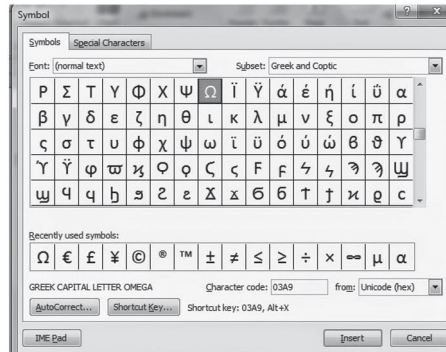 Symbol
Symbols Special Characters
Font: (normal text) Subset: Greek and Coptic
Ρ Σ Τ Υ Φ Χ Ψ Ω Ϊ Ϋ ά έ ή ί ΰ α
β γ δ ε ζ η θ ι κ λ μ ν ξ ο π ρ
ς σ τ υ φ χ ψ ω ϊ ϋ ό ύ ώ ϐ ϑ ϒ
ϓ ϔ ϕ ϖ ϗ Ϙ ϙ Ϛ ϛ Ϝ ϝ Ϟ ϟ Ϡ ϡ Ϣ
ϣ Ϥ ϥ Ϧ ϧ Ϩ ϩ Ϫ ϫ Ϭ ϭ Ϯ ϯ ϰ ϱ ϲ
Recently used symbols:
Ω € £ ¥ © ® ™ ± ≠ ≤ ≥ ÷ × ∞ µ α
GREEK CAPITAL LETTER OMEGA Character code: 03A9 from: Unicode (hex)
AutoCorrect... Shortcut Key... Shortcut key: 03A9, Alt+X
IME Pad Insert Cancel